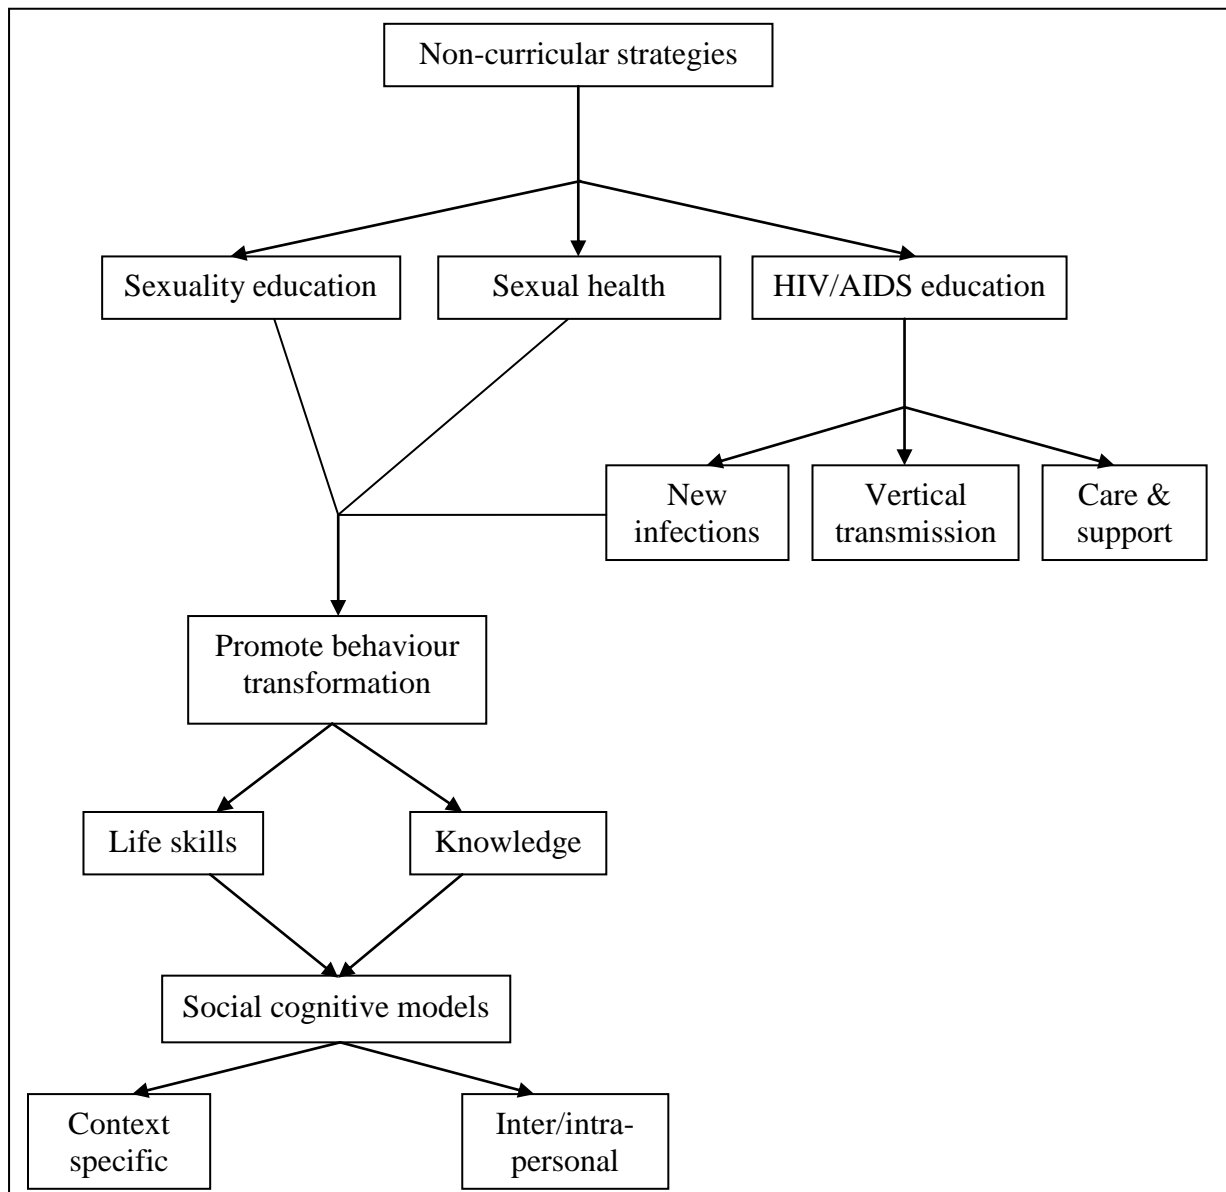 Non-curricular strategies
Sexuality education
Sexual health
HIV/AIDS education
New
infections
Vertical
transmission
Care &
support
Promote behaviour
transformation
Life skills
Knowledge
Social cognitive models
Context
specific
Inter/intra-
personal